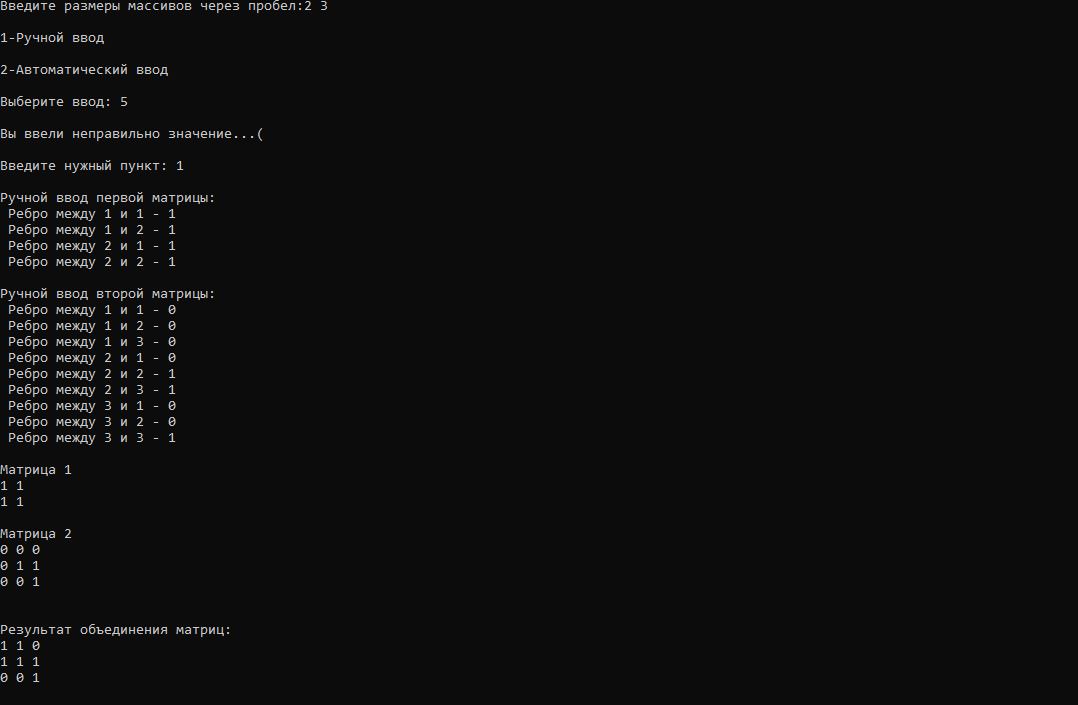 Введите размеры массивов через пробел:2 3
1-Ручной ввод
2-Автоматический ввод
Выберите ввод: 5
Вы ввели неправильно значение...(
Введите нужный пункт: 1
Ручной ввод первой матрицы:
Ребро между 1 и 1 - 1
Ребро между 1 и 2 - 1
Ребро между 2 и 1 - 1
Ребро между 2 и 2 - 1
Ручной ввод второй матрицы:
Ребро между 1 и 1 - 0
Ребро между 1 и 2 - 0
Ребро между 1 и 3 - 0
Ребро между 2 и 1 - 0
Ребро между 2 и 2 - 1
Ребро между 2 и 3 - 1
Ребро между 3 и 1 - 0
Ребро между 3 и 2 - 0
Ребро между 3 и 3 - 1
Матрица 1
1 1
1 1
Матрица 2
0 0 0
0 1 1
0 0 1
Результат объединения матриц:
1 1 0
1 1 1
0 0 1